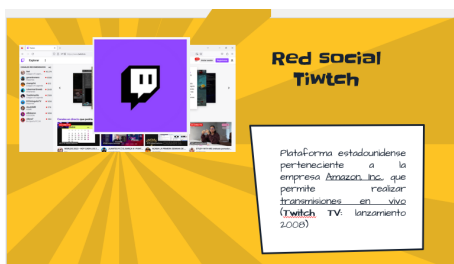 Red social
Tiwtch
Plataforma estadounidense
perteneciente a la
empresa Amazon, Inc. que
permite realizar
transmisiones en vivo
(Twitch TV: lanzamiento
2008)